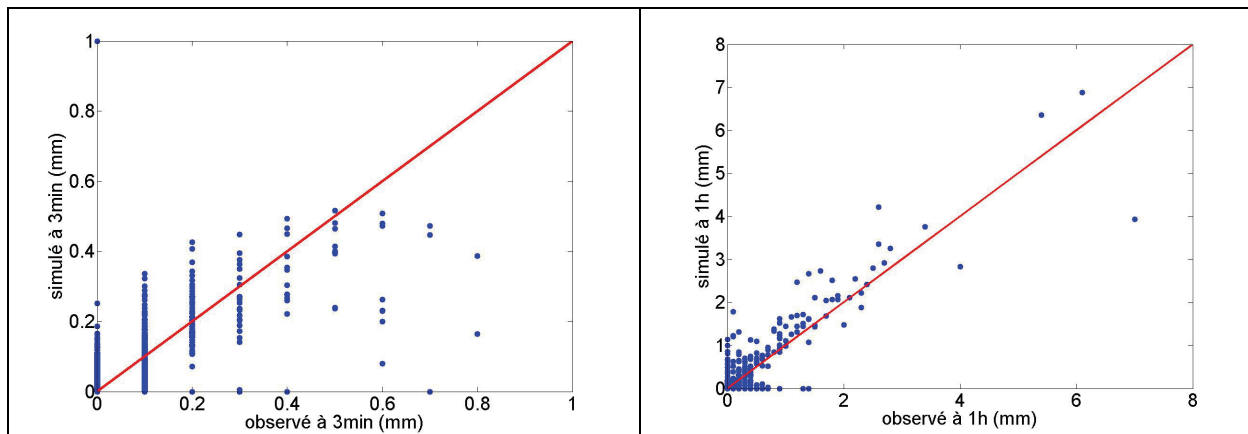 1
0.8
0.6
0.4
0.2
0
simulé à 3min (mm)
0 0.2 0.4 0.6 0.8 1
observé à 3min (mm)
8
7
6
5
4
3
2
1
0
simulé à 1h (mm)
0 2 4 6 8
observé à 1h (mm)